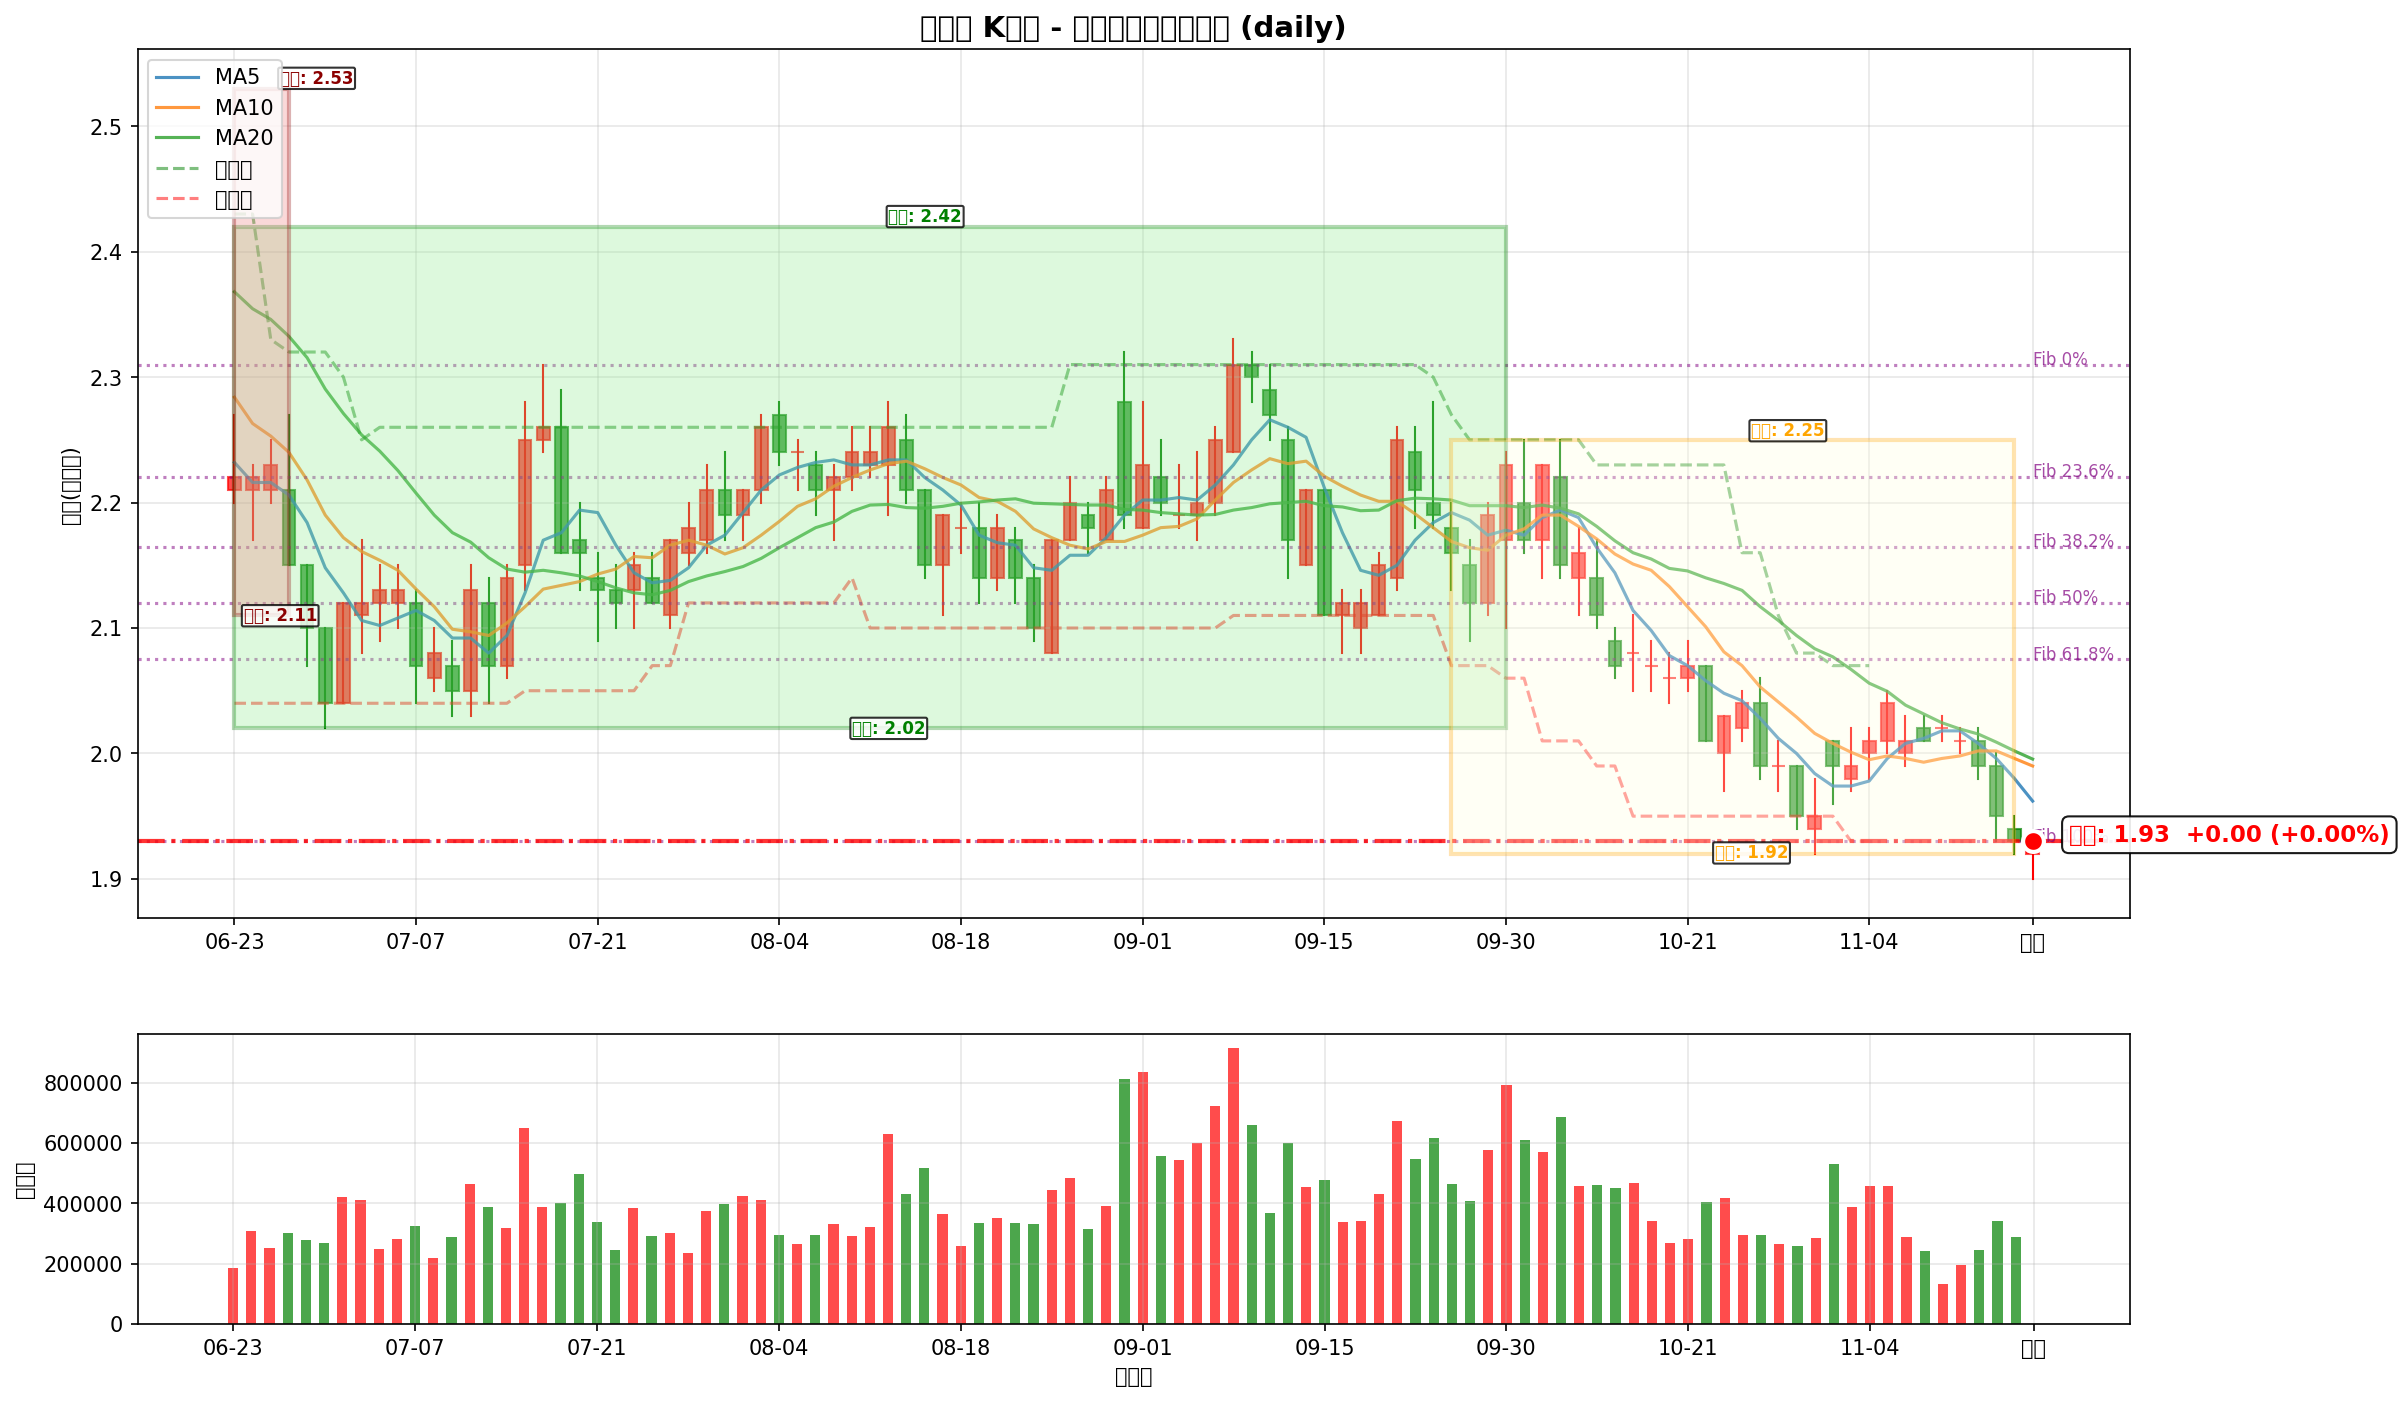 K - (daily)
MA5
MA10
MA20
: 2.53
: 2.42
: 2.25
: 2.11
: 2.02
: 1.92
Fib 0%
Fib 23.6%
Fib 38.2%
Fib 50%
Fib 61.8%
Fib
: 1.93 +0.00 (+0.00%)
2.5
2.4
2.3
2.2
2.1
2.0
1.9
06-23 07-07 07-21 08-04 08-18 09-01 09-15 09-30 10-21 11-04
800000
600000
400000
200000
0
06-23 07-07 07-21 08-04 08-18 09-01 09-15 09-30 10-21 11-04